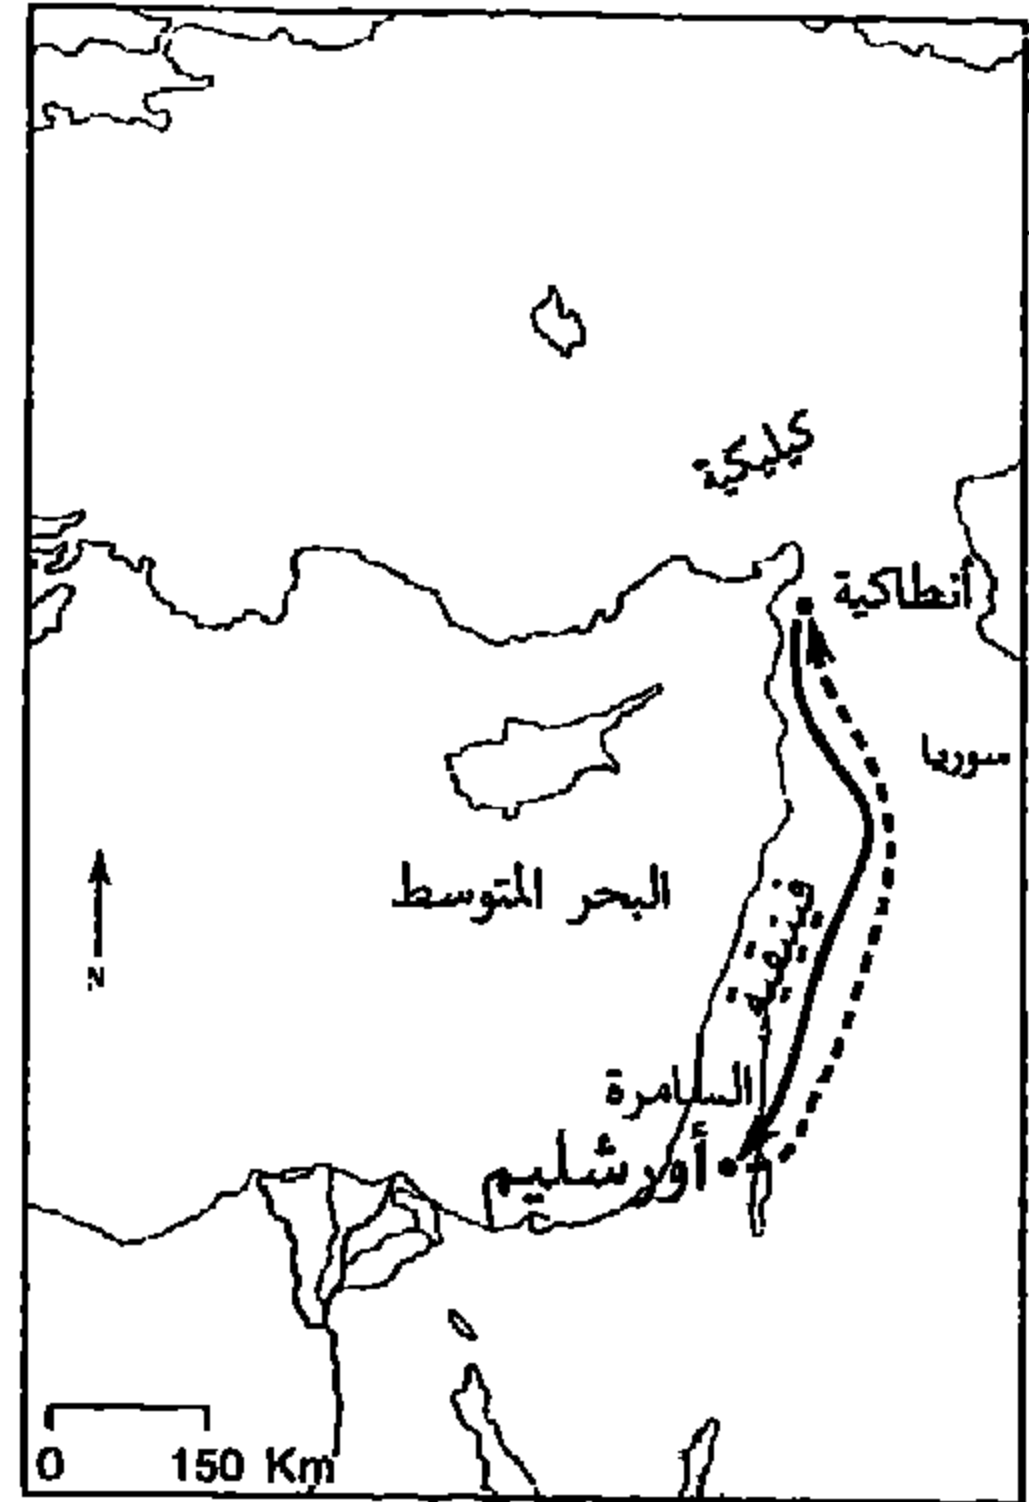 كيليكية
أنطاكية
سوريا
البحر المتوسط
فينيقية
السامرة
أورشليم
N
0 150 Km